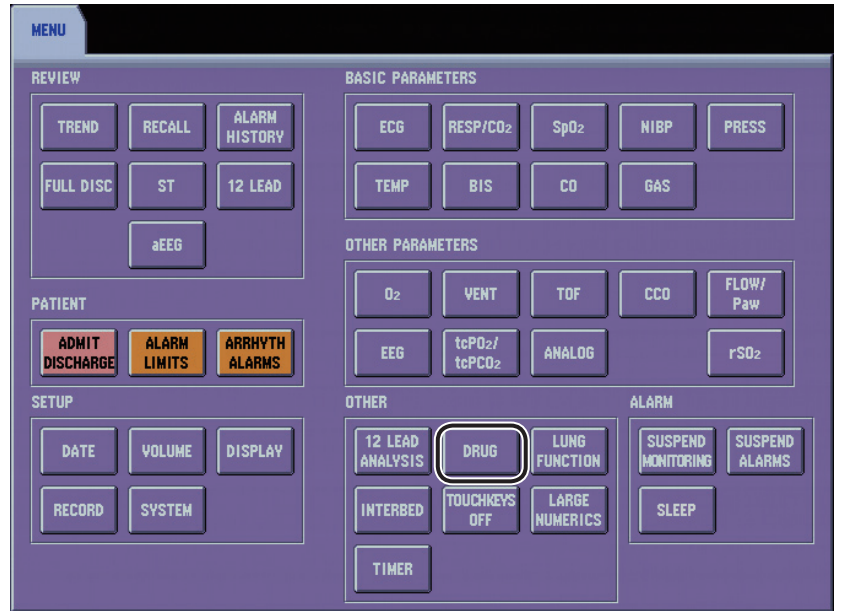 MENU
REVIEW
TREND
RECALL
ALARM
HISTORY
FULL DISC
ST
12 LEAD
aEEG
PATIENT
ADMIT
DISCHARGE
ALARM
LIMITS
ARRHYTH
ALARMS
SETUP
DATE
VOLUME
DISPLAY
RECORD
SYSTEM
BASIC PARAMETERS
ECG
RESP/CO₂
SpO₂
NIBP
PRESS
TEMP
BIS
CO
GAS
OTHER PARAMETERS
O₂
VENT
TOF
CCO
FLOW/
Paw
EEG
tcPO₂/
tcPCO₂
ANALOG
rSO₂
OTHER
12 LEAD
ANALYSIS
DRUG
LUNG
FUNCTION
INTERBED
TOUCHKEYS
OFF
LARGE
NUMERICS
TIMER
ALARM
SUSPEND
MONITORING
SUSPEND
ALARMS
SLEEP